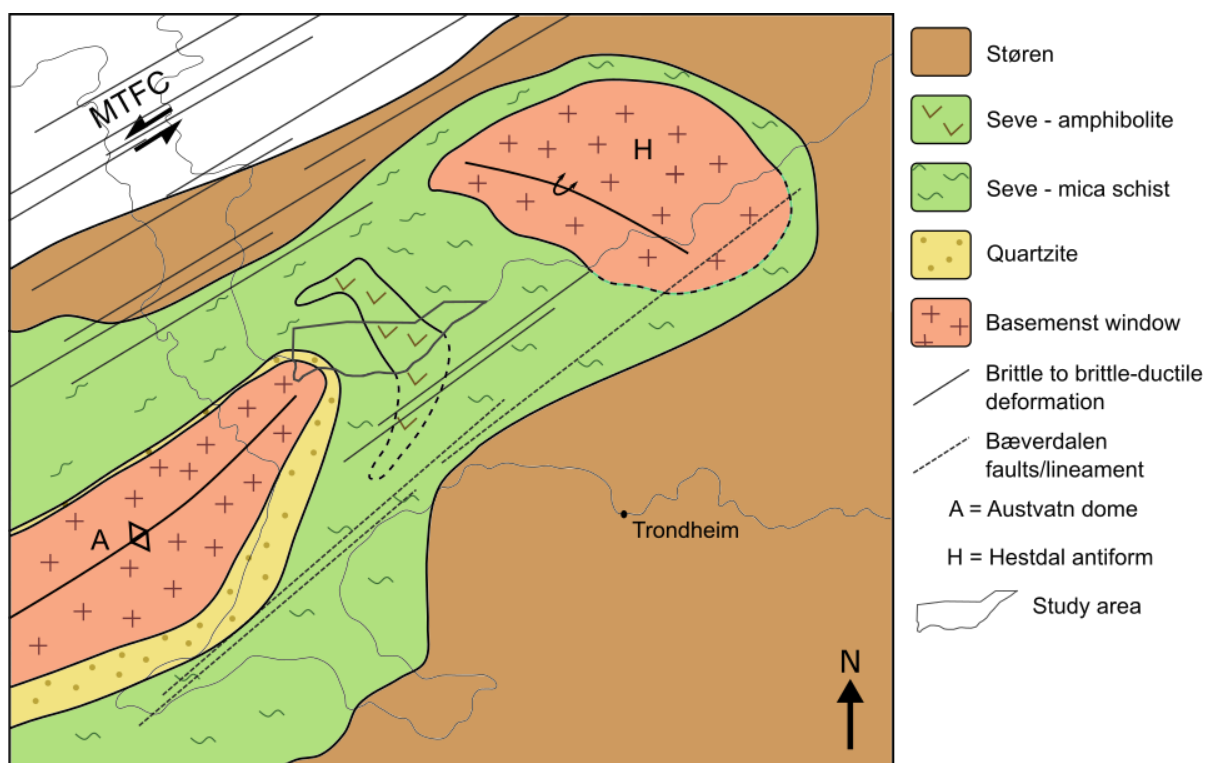 MTFC
H
A
Trondheim
N
Støren
Seve - amphibolite
Seve - mica schist
Quartzite
Basemenst window
Brittle to brittle-ductile
deformation
Bæverdalen
faults/lineament
A = Austvatn dome
H = Hestdal antiform
Study area